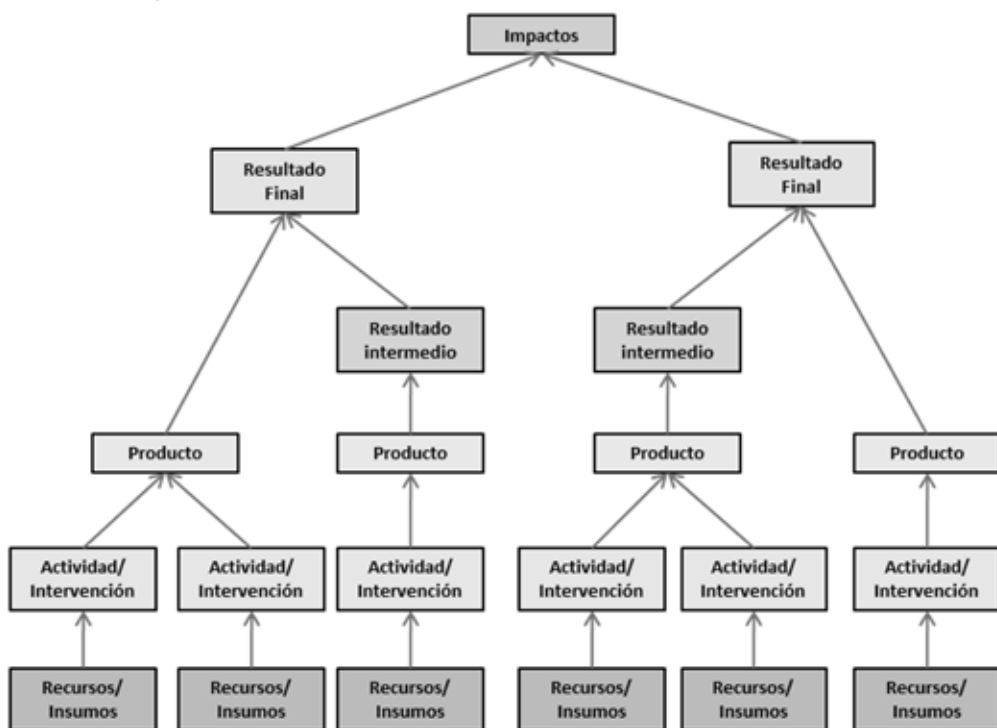 Impactos
Resultado
Final
Resultado
Final
Resultado
intermedio
Resultado
intermedio
Producto
Producto
Producto
Producto
Actividad/
Intervención
Actividad/
Intervención
Actividad/
Intervención
Actividad/
Intervención
Actividad/
Intervención
Actividad/
Intervención
Recursos/
Insumos
Recursos/
Insumos
Recursos/
Insumos
Recursos/
Insumos
Recursos/
Insumos
Recursos/
Insumos